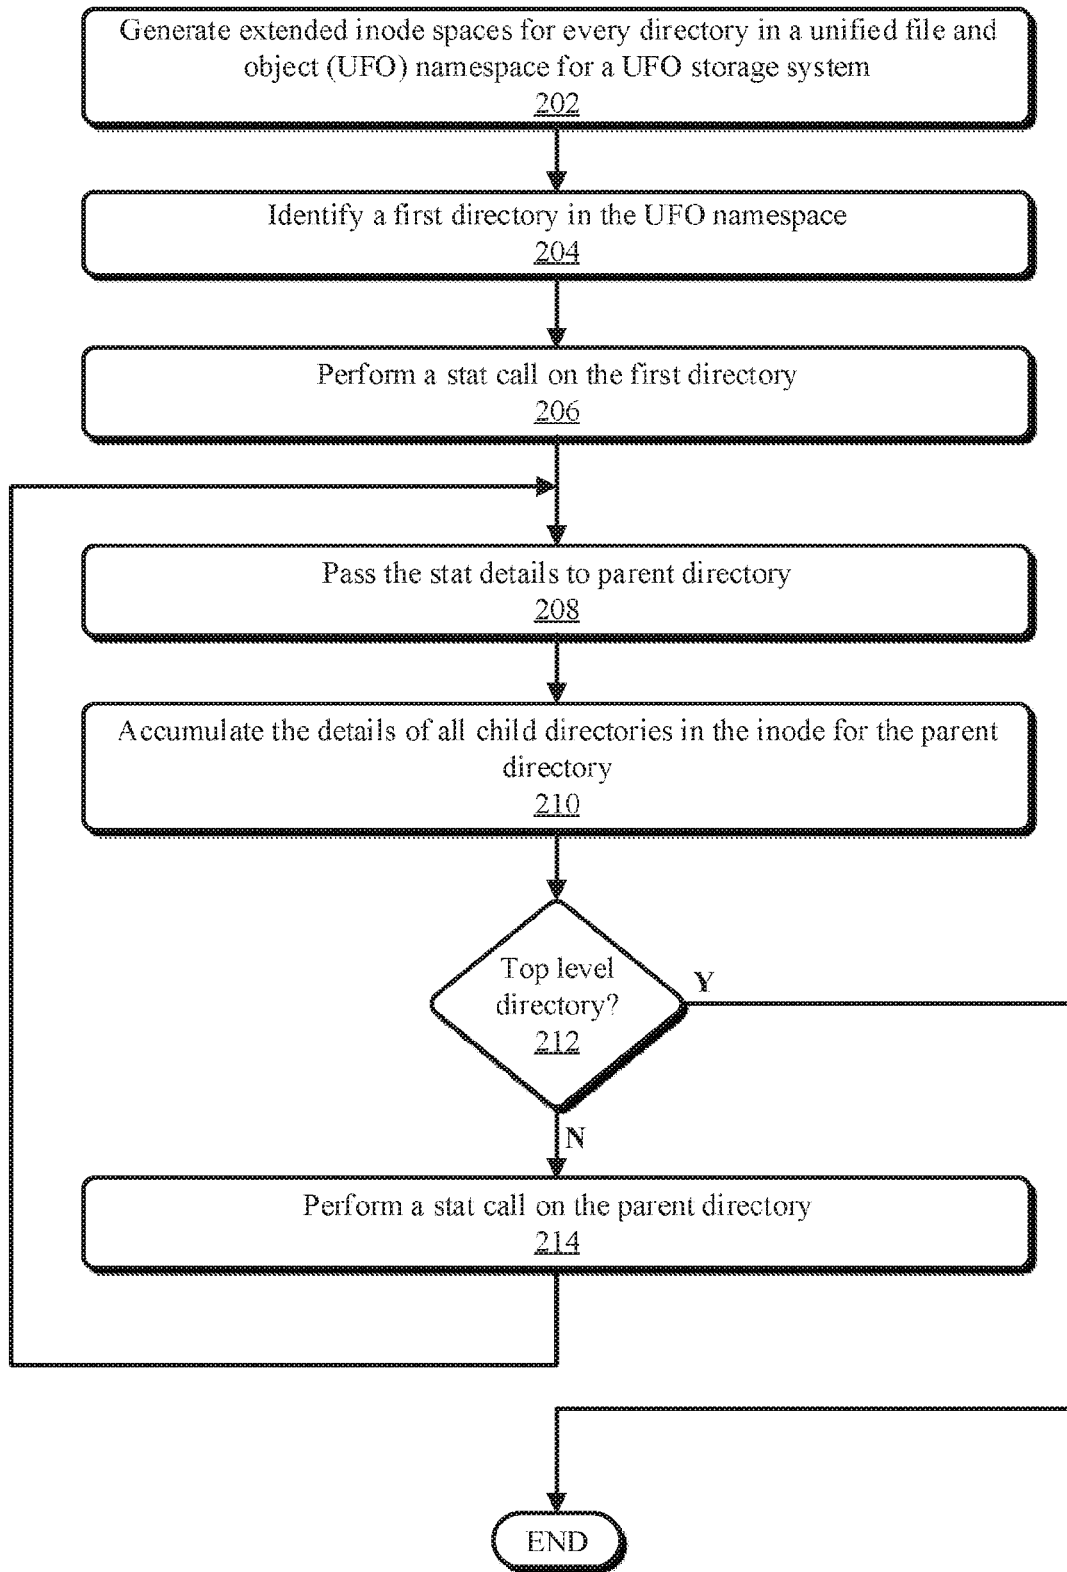 Generate extended inode spaces for every directory in a unified file and
object (UFO) namespace for a UFO storage system
202
Identify a first directory in the UFO namespace
204
Perform a stat call on the first directory
206
Pass the stat details to parent directory
208
Accumulate the details of all child directories in the inode for the parent
directory
210
Top level
directory?
212
Y
N
Perform a stat call on the parent directory
214
END